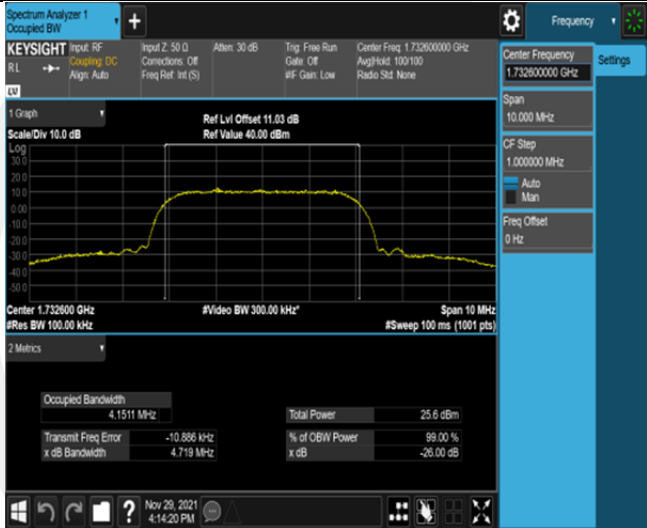 Spectrum Analyzer 1
Occupied BW
Frequency
KEYSIGHT
Input: RF
Coupling: DC
Align: Auto
Input Z: 50 Ω
Corrections: Off
Freq Ref: Int (S)
Atten: 30 dB
Trig: Free Run
Gate: Off
#IF Gain: Low
Center Freq: 1.732600000 GHz
Avg|Hold: 100/100
Radio Std: None
RL
LV
Center Frequency
1.732600000 GHz
Settings
Span
10.000 MHz
CF Step
1.000000 MHz
Auto
Man
Freq Offset
0 Hz
1 Graph
Scale/Div 10.0 dB
Ref Lvl Offset 11.03 dB
Ref Value 40.00 dBm
Log
30.0
20.0
10.0
0.00
-10.0
-20.0
-30.0
-40.0
-50.0
Center 1.732600 GHz
#Video BW 300.00 kHz*
Span 10 MHz
#Res BW 100.00 kHz
#Sweep 100 ms (1001 pts)
2 Metrics
Occupied Bandwidth
4.1511 MHz
Total Power 25.6 dBm
Transmit Freq Error -10.886 kHz
% of OBW Power 99.00 %
x dB Bandwidth 4.719 MHz
x dB -26.00 dB
?
Nov 29, 2021
4:14:20 PM